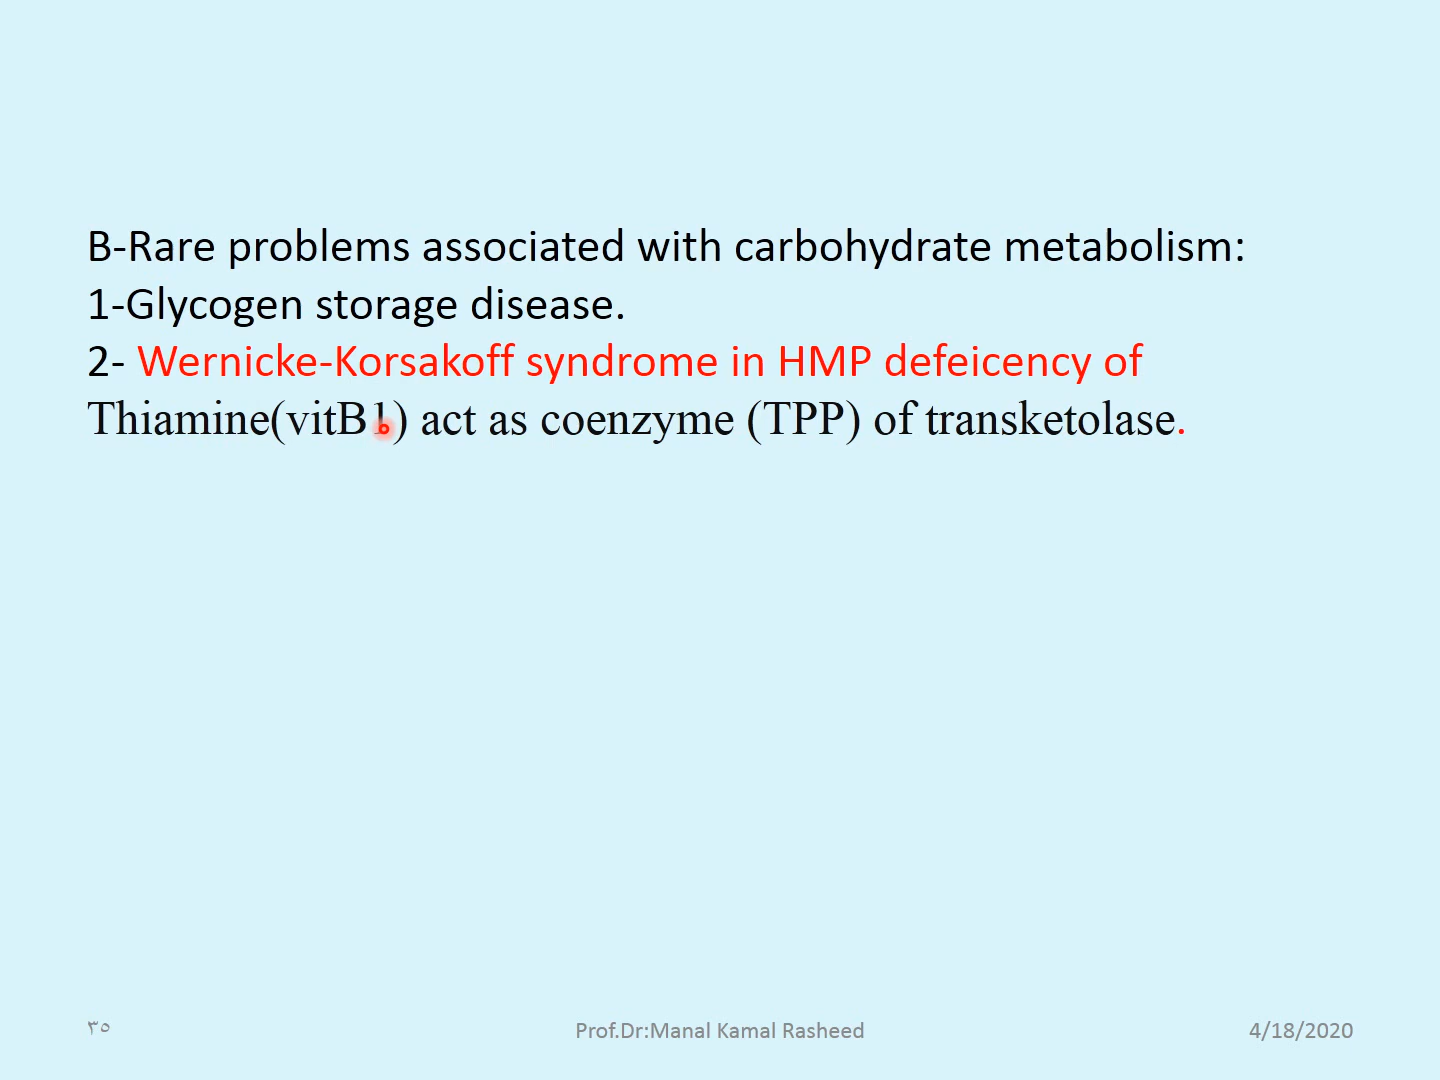 B-Rare problems associated with carbohydrate metabolism:
1-Glycogen storage disease.
2- Wernicke-Korsakoff syndrome in HMP defeicency of
Thiamine(vitB1) act as coenzyme (TPP) of transketolase.
٣٥ Prof.Dr:Manal Kamal Rasheed 4/18/2020